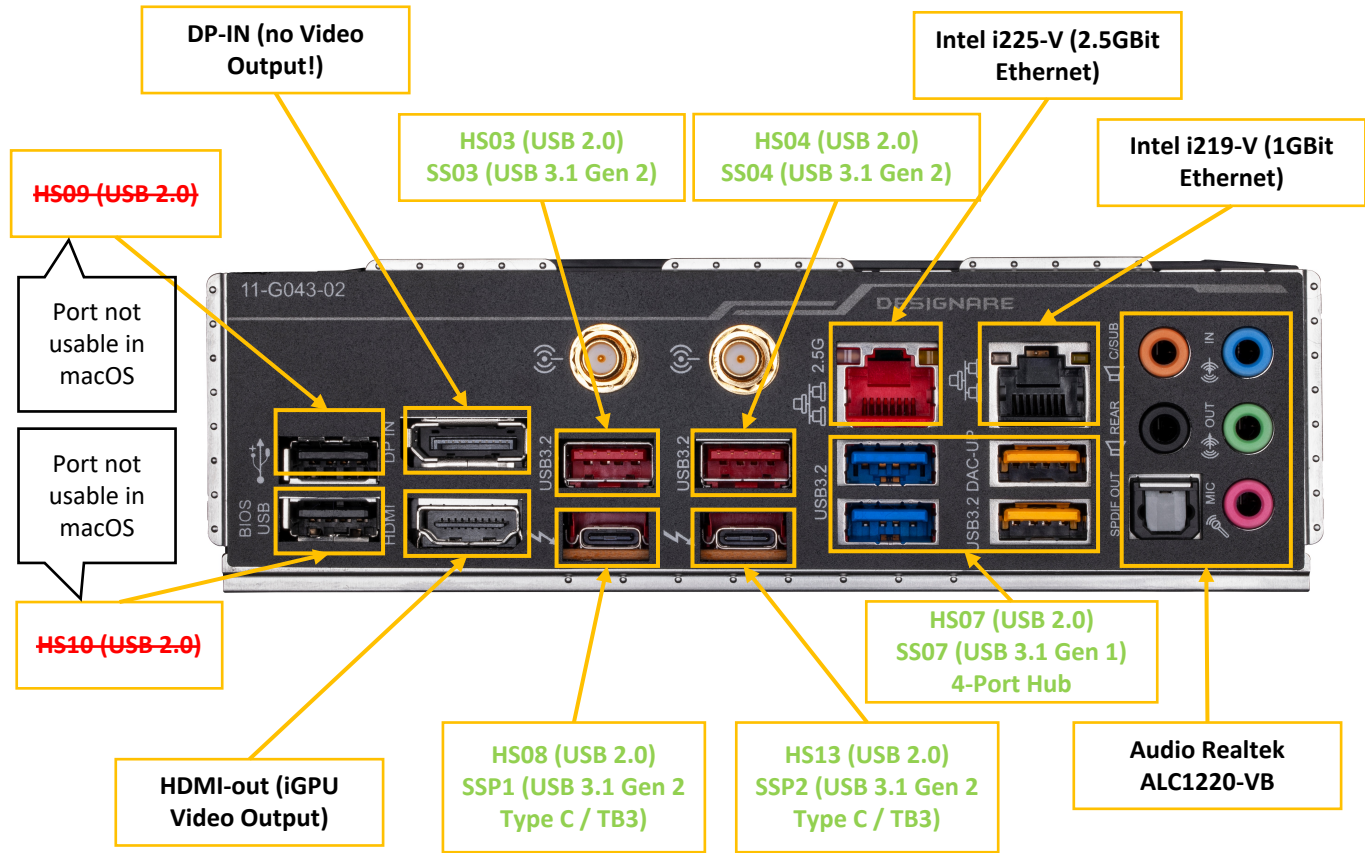 DP-IN (no Video
Output!)
Intel i225-V (2.5GBit
Ethernet)
HS03 (USB 2.0)
SS03 (USB 3.1 Gen 2)
HS04 (USB 2.0)
SS04 (USB 3.1 Gen 2)
Intel i219-V (1GBit
Ethernet)
HS09 (USB 2.0)
Port not
usable in
macOS
Port not
usable in
macOS
HS10 (USB 2.0)
11-G043-02
DESIGNARE
BIOS
USB
DP IN
HDMI
USB3.2
USB3.2
2.5G
USB3.2
USB3.2 DAC-UP
C/SUB
REAR
SPDIF OUT
IN
OUT
MIC
HS07 (USB 2.0)
SS07 (USB 3.1 Gen 1)
4-Port Hub
HDMI-out (iGPU
Video Output)
HS08 (USB 2.0)
SSP1 (USB 3.1 Gen 2
Type C / TB3)
HS13 (USB 2.0)
SSP2 (USB 3.1 Gen 2
Type C / TB3)
Audio Realtek
ALC1220-VB